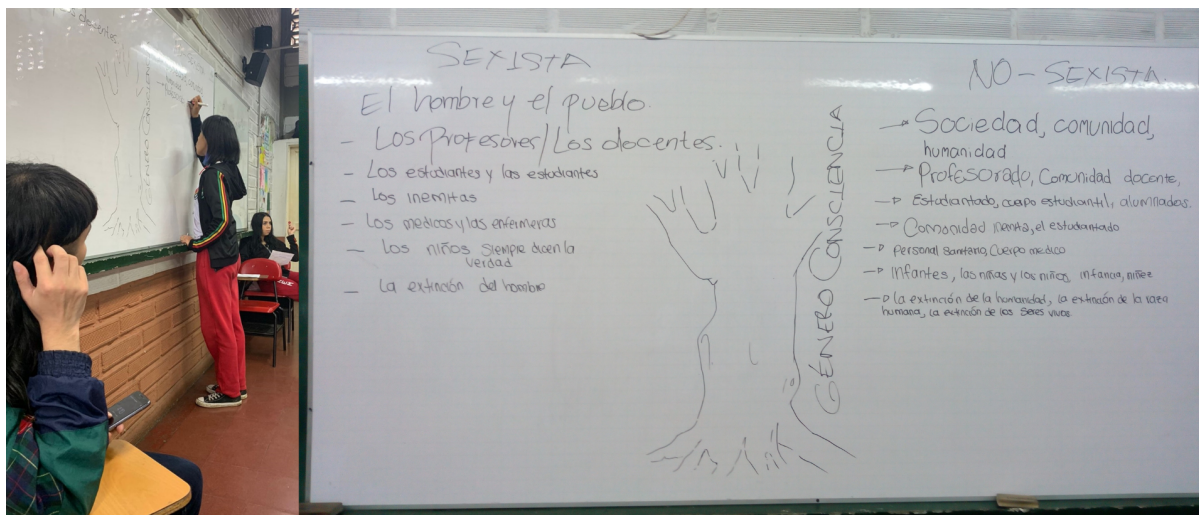 docentes.
GÉNERO CONSCIENCIA
SEXISTA
El hombre y el pueblo.
- Los Profesores/Los docentes.
- Los estudiantes y las estudiantes
- Los inemitas
- Los medicos y las enfermeras
- Los niños siempre dicen la
verdad
- La extinción del hombre
GÉNERO CONSCIENCIA
NO-SEXISTA.
→ Sociedad, comunidad,
humanidad
→ Profesorado, Comunidad docente,
→ Estudiantado, cuerpo estudiantil, alumnadas.
→ Comunidad inemita, el estudiantado
→ Personal Sanitario, Cuerpo medico
→ Infantes, las niñas y los niños, infancia, niñez
→ La extinción de la humanidad, la extinción de la raza
humana, la extinción de los seres vivos.